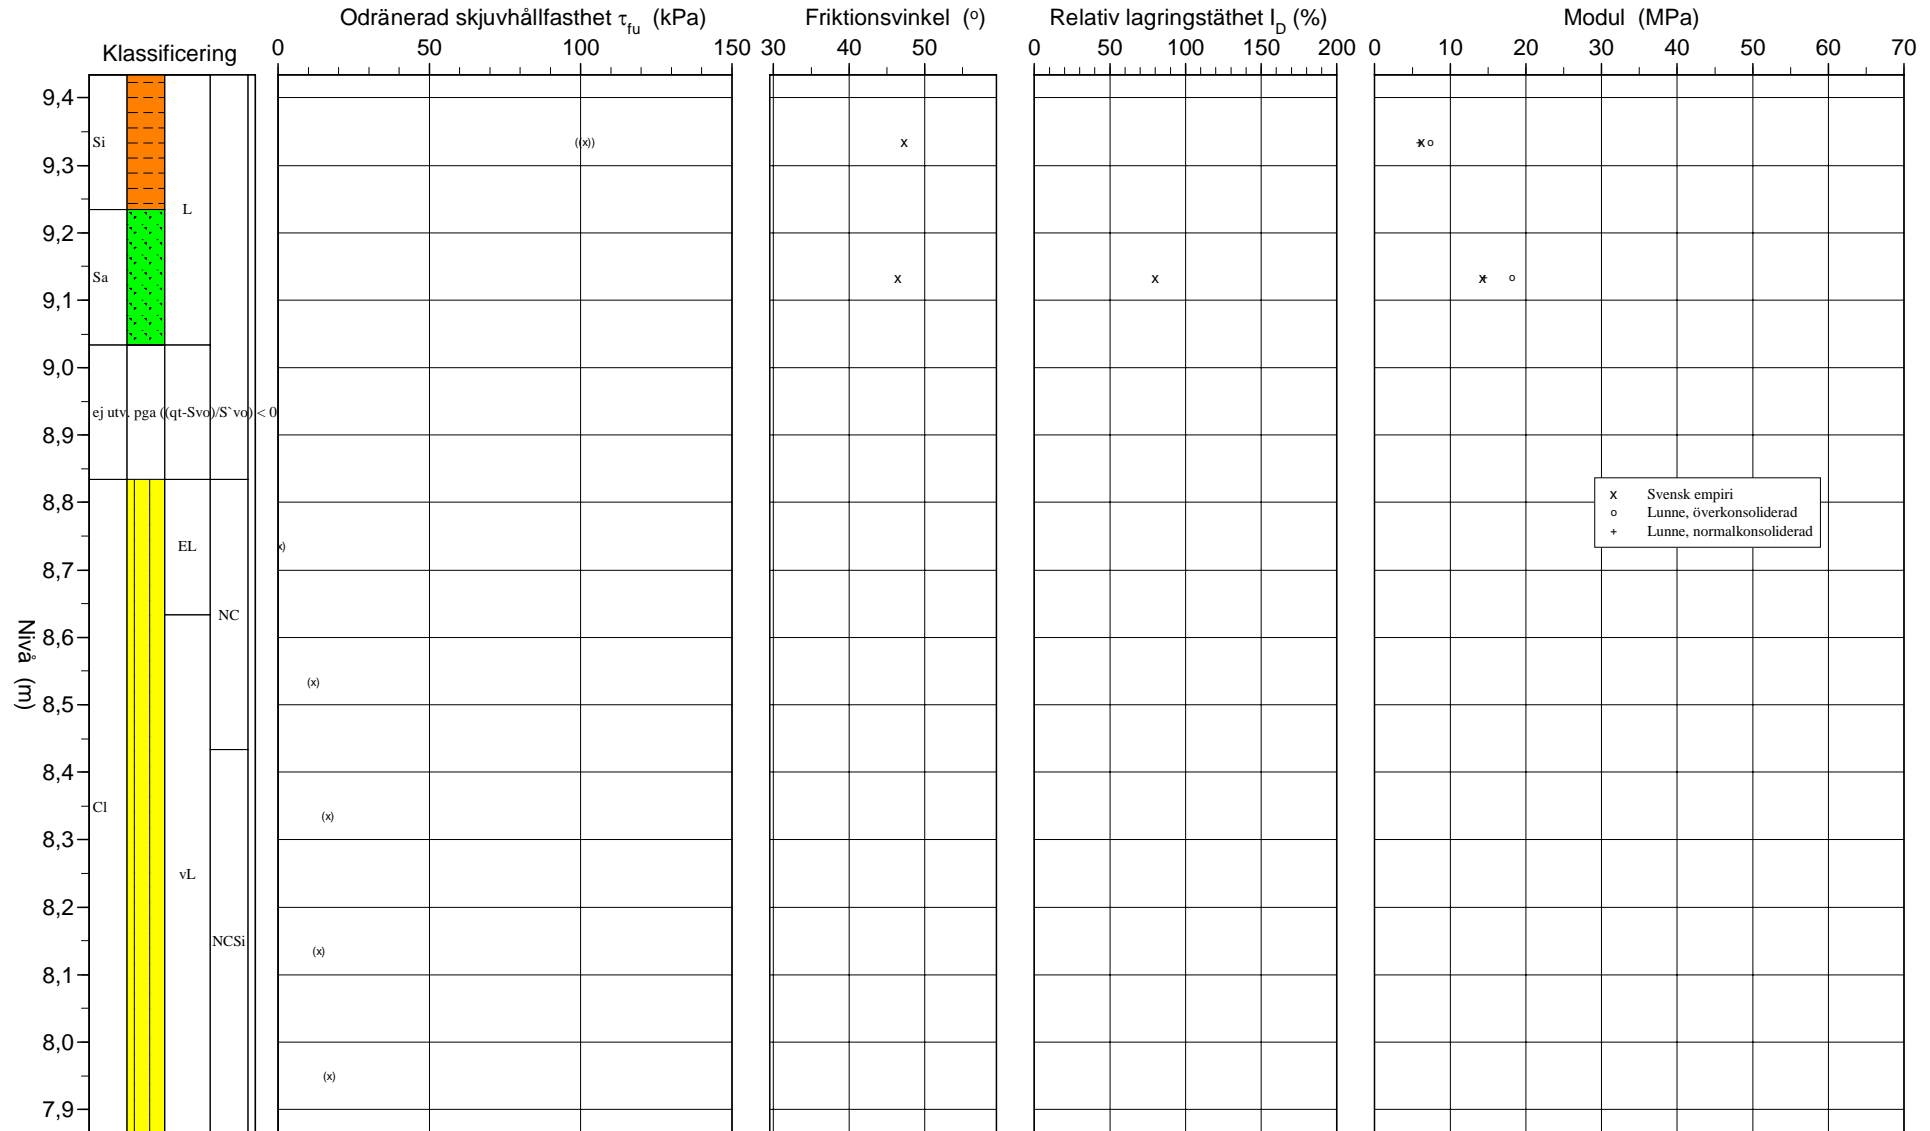 Odränerad skjuvhållfasthet τfu (kPa)
Friktionsvinkel (o)
Relativ lagringstäthet ID (%)
Modul (MPa)
Klassificering
0 50 100 150
30 40 50
0 50 100 150 200
0 10 20 30 40 50 60 70
9,4
Si
((x))
x
x
+
o
9,3
L
9,2
Sa
x
x
x
+
o
9,1
9,0
ej utv. pga ((qt-Svo)/S`vo) < 0
8,9
8,8
x Svensk empiri
o Lunne, överkonsoliderad
+ Lunne, normalkonsoliderad
EL
x)
8,7
NC
8,6
Nivå (m)
(x)
8,5
8,4
Cl
(x)
8,3
vL
8,2
NCSi
(x)
8,1
8,0
(x)
7,9